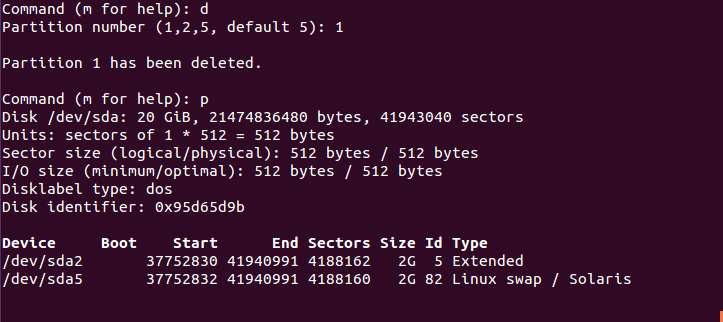 Command (m for help): d
Partition number (1,2,5, default 5): 1
Partition 1 has been deleted.
Command (m for help): p
Disk /dev/sda: 20 GiB, 21474836480 bytes, 41943040 sectors
Units: sectors of 1 * 512 = 512 bytes
Sector size (logical/physical): 512 bytes / 512 bytes
I/O size (minimum/optimal): 512 bytes / 512 bytes
Disklabel type: dos
Disk identifier: 0x95d65d9b
Device     Boot    Start      End Sectors Size Id Type
/dev/sda2       37752830 41940991 4188162   2G  5 Extended
/dev/sda5       37752832 41940991 4188160   2G 82 Linux swap / Solaris